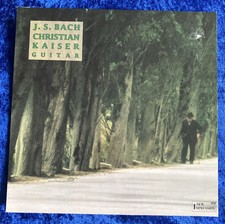 J. S. BACH
CHRISTIAN
KAISER
GUITAR